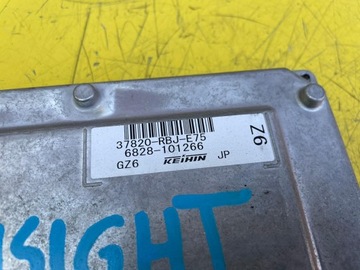 37820-RBJ-E75
6828-101266
GZ6 KEIHIN JP
Z6
SIGHT